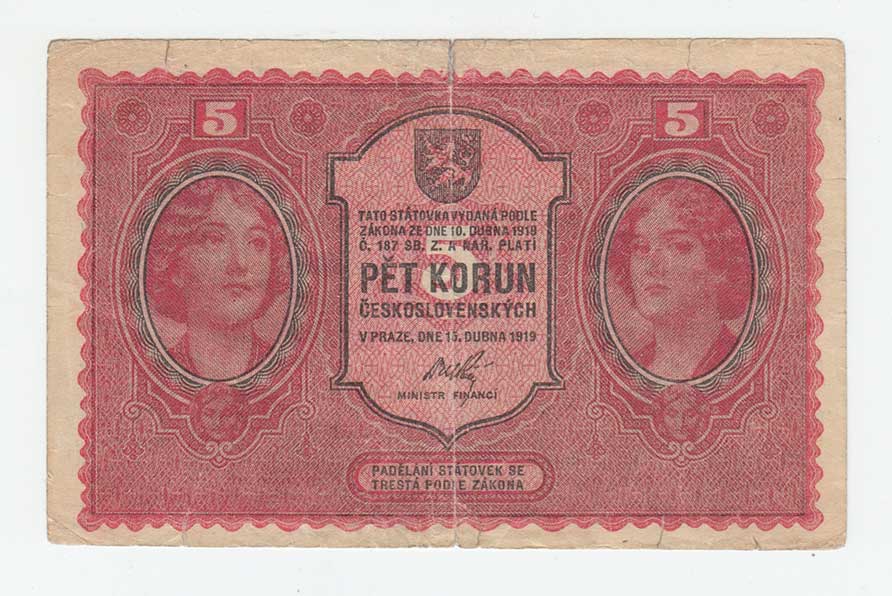 5
5
TATO STÁTOVKA VYDANÁ PODLE
ZÁKONA ZE DNE 10. DUBNA 1919
Č. 187 SB. Z. A NAŘ. PLATÍ
5
PĚT KORUN
ČESKOSLOVENSKÝCH
V PRAZE, DNE 15. DUBNA 1919
MINISTR FINANCÍ
PADĚLÁNÍ STÁTOVEK SE
TRESTÁ PODLE ZÁKONA